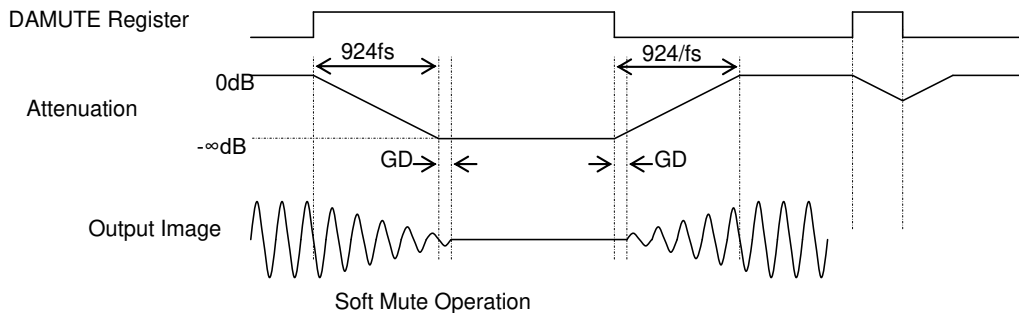 DAMUTE Register
924fs
924/fs
0dB
Attenuation
-∞dB
GD
GD
Output Image
Soft Mute Operation